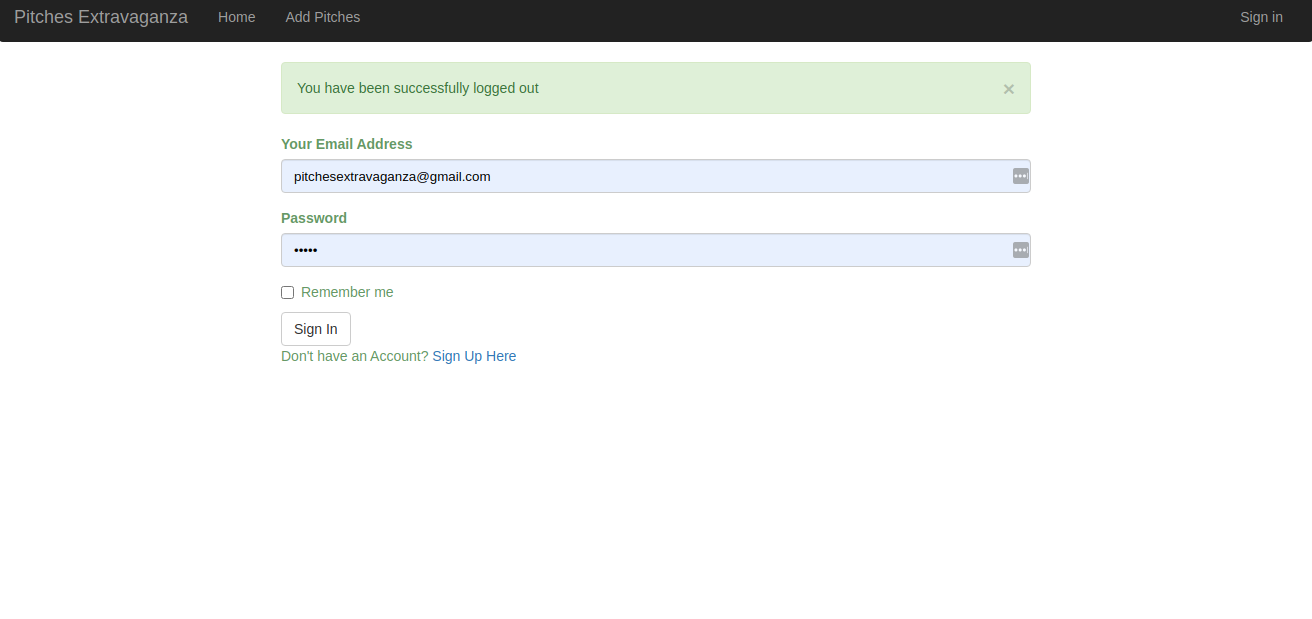 Pitches Extravaganza Home Add Pitches Sign in
You have been successfully logged out ×
Your Email Address
pitchesextravaganza@gmail.com
Password
•••••
Remember me
Sign In
Don't have an Account? Sign Up Here